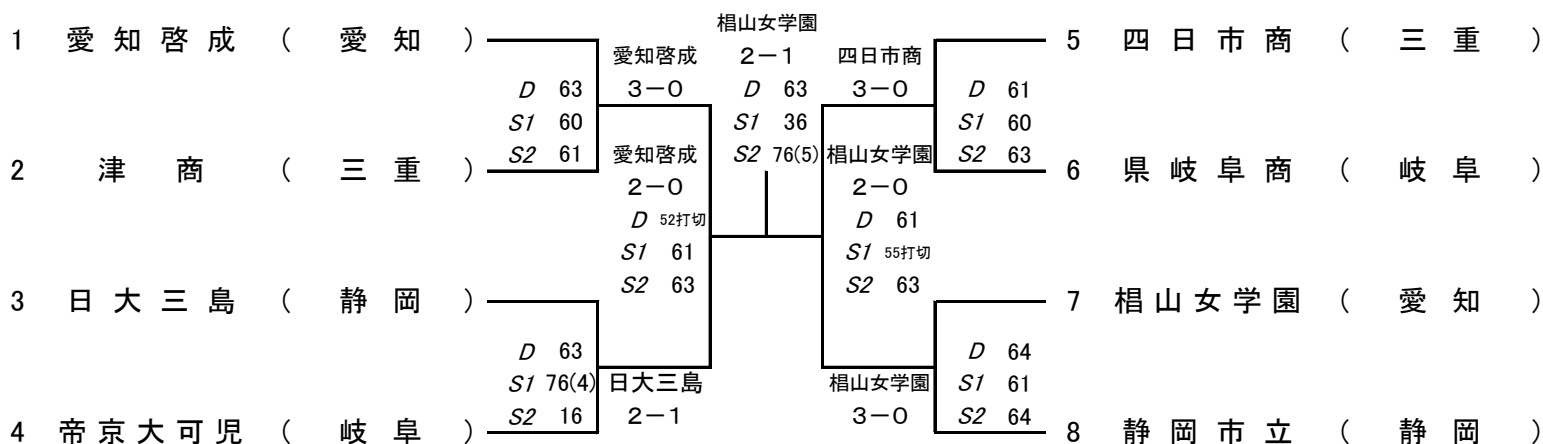 椙山女学園
1 愛知啓成 ( 愛知 )
5 四日市商 ( 三重 )
愛知啓成
2－1
四日市商
D 63
3－0
D 63
3－0
D 61
S1 60
S1 36
S1 60
2 津商 ( 三重 )
S2 61
愛知啓成
S2 76(5)
椙山女学園
S2 63
6 県岐阜商 ( 岐阜 )
2－0
2－0
D 52打切
D 61
S1 61
S1 55打切
S2 63
S2 63
3 日大三島 ( 静岡 )
7 椙山女学園 ( 愛知 )
D 63
D 64
S1 76(4)
日大三島
椙山女学園
S1 61
4 帝京大可児 ( 岐阜 )
S2 16
2－1
3－0
S2 64
8 静岡市立 ( 静岡 )